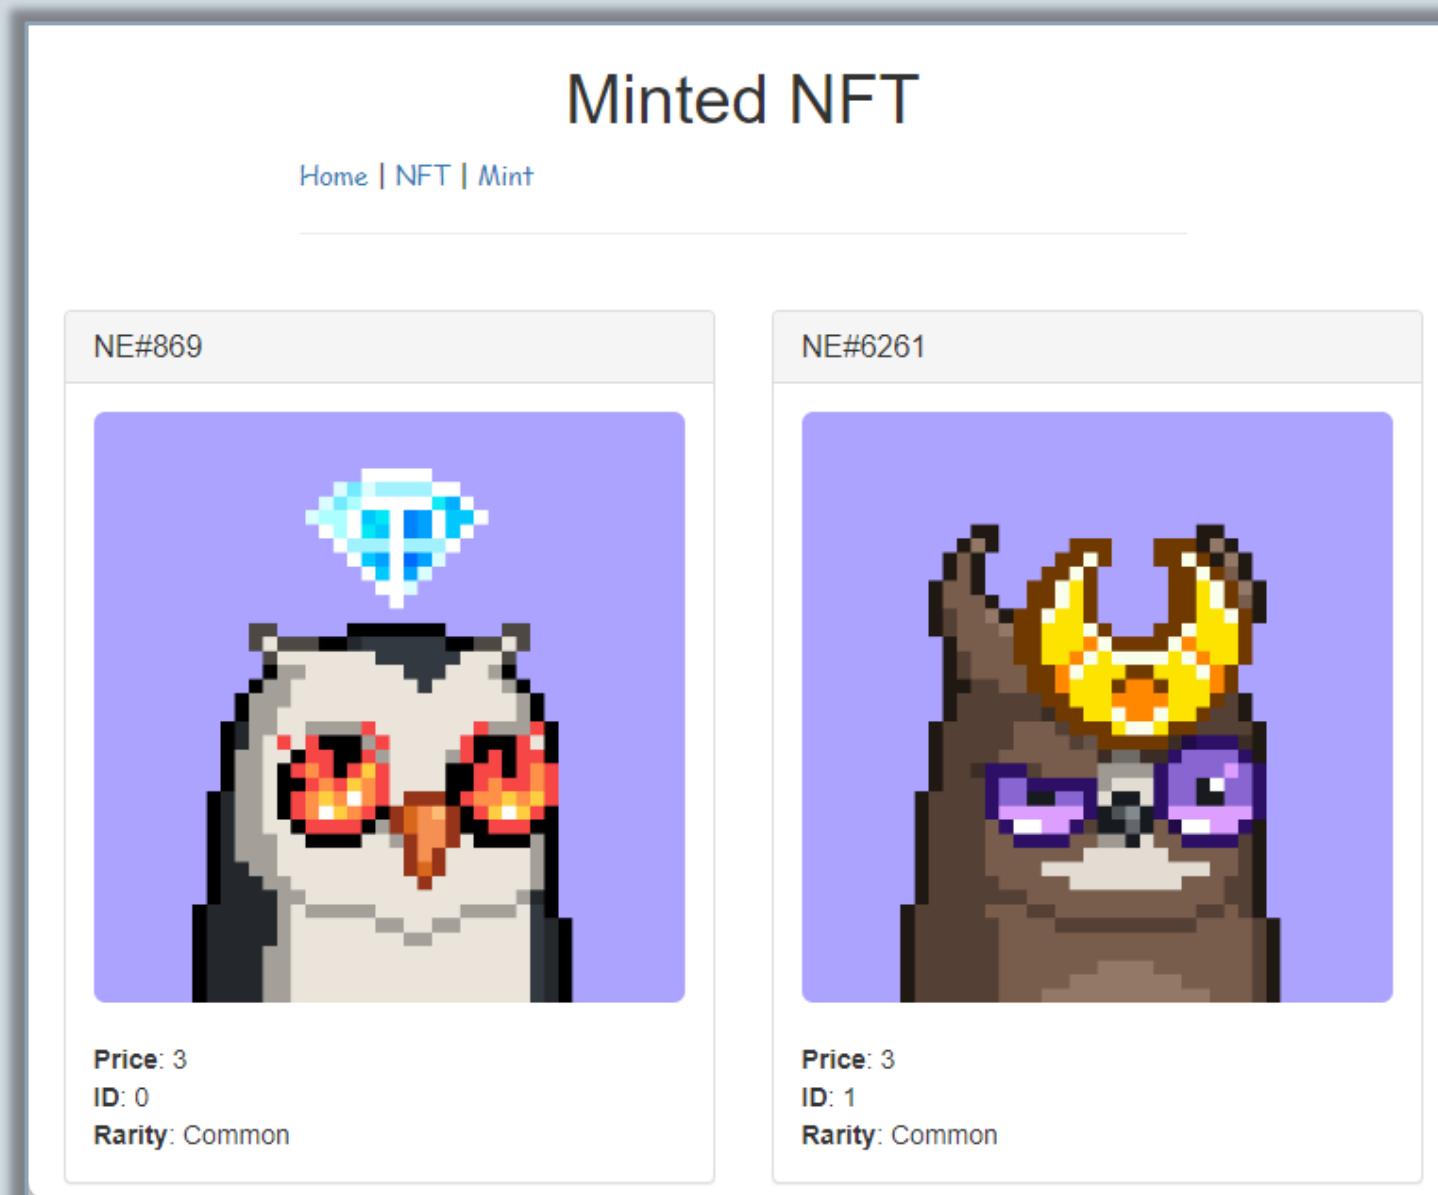 Minted NFT
Home | NFT | Mint
NE#869
Price: 3
ID: 0
Rarity: Common
NE#6261
Price: 3
ID: 1
Rarity: Common